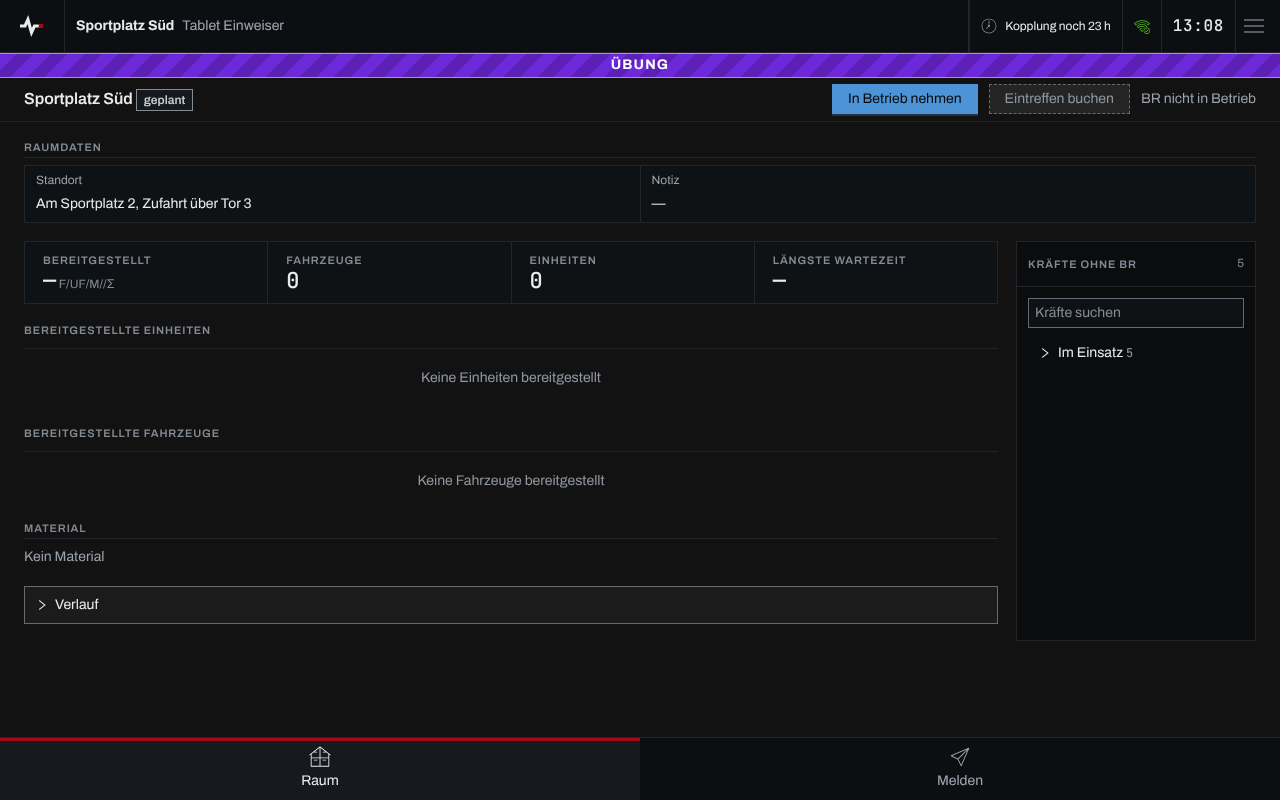 Sportplatz Süd Tablet Einweiser
Kopplung noch 23 h
13:08
ÜBUNG
Sportplatz Süd geplant
In Betrieb nehmen
Eintreffen buchen
BR nicht in Betrieb
RAUMDATEN
Standort
Am Sportplatz 2, Zufahrt über Tor 3
Notiz
—
BEREITGESTELLT
— F/UF/M//Σ
FAHRZEUGE
0
EINHEITEN
0
LÄNGSTE WARTEZEIT
—
KRÄFTE OHNE BR 5
Kräfte suchen
Im Einsatz 5
BEREITGESTELLTE EINHEITEN
Keine Einheiten bereitgestellt
BEREITGESTELLTE FAHRZEUGE
Keine Fahrzeuge bereitgestellt
MATERIAL
Kein Material
Verlauf
Raum
Melden